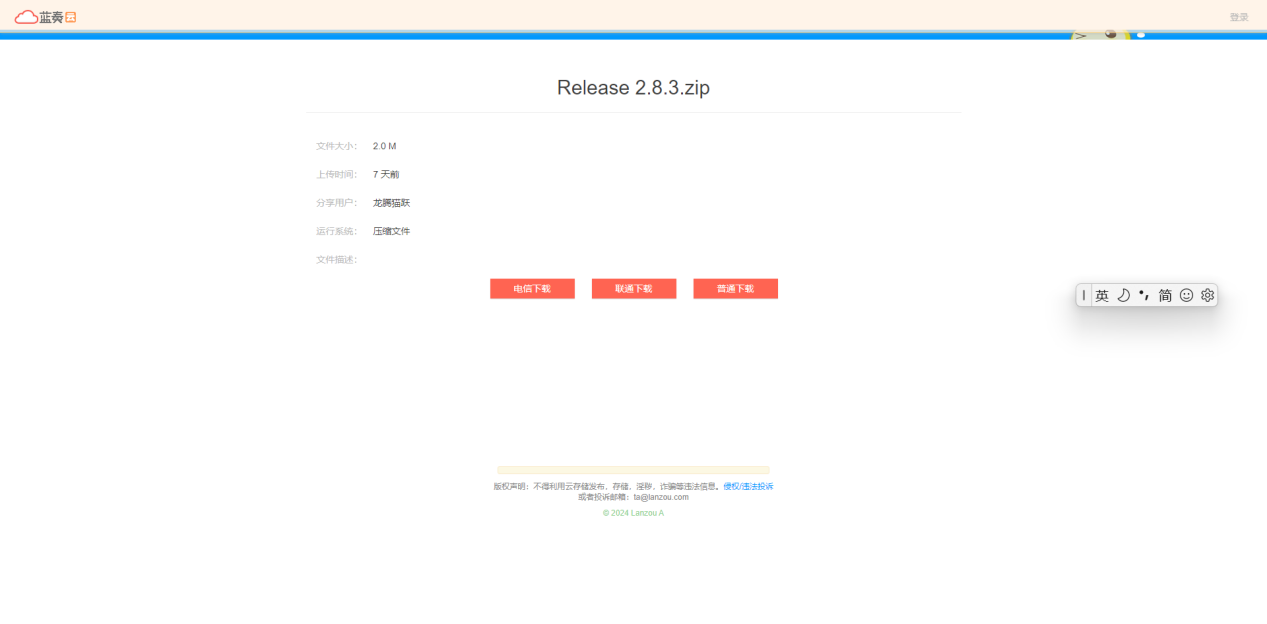 蓝奏云
登录
Release 2.8.3.zip
文件大小： 2.0 M
上传时间： 7 天前
分享用户： 龙腾猫跃
运行系统： 压缩文件
文件描述：
电信下载 联通下载 普通下载
英 简
版权声明：不得利用云存储发布、存储、淫秽、诈骗等违法信息。侵权/违法投诉
或者投诉邮箱：ta@lanzou.com
© 2024 Lanzou A